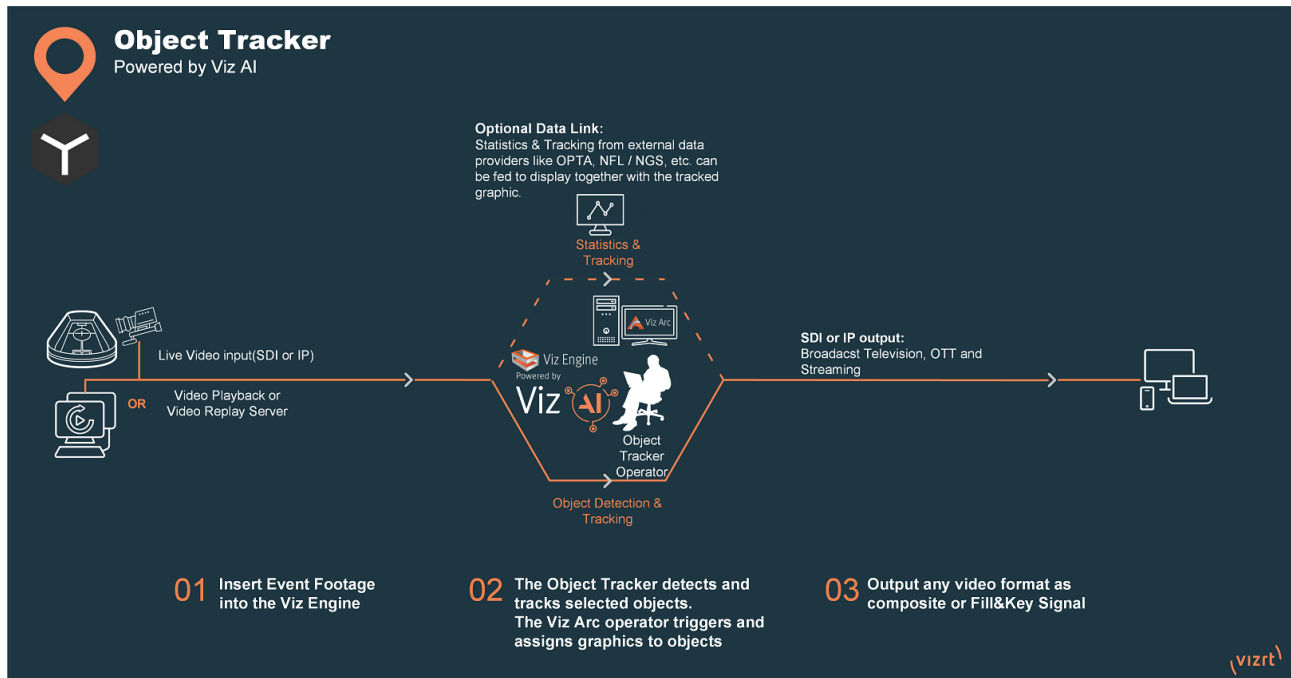 Object Tracker
Powered by Viz AI
Optional Data Link:
Statistics & Tracking from external data
providers like OPTA, NFL / NGS, etc. can
be fed to display together with the tracked
graphic.
Statistics &
Tracking
Viz Arc
Live Video input(SDI or IP)
OR
Video Playback or
Video Replay Server
Viz Engine
Powered by
Viz AI
Object
Tracker
Operator
Object Detection &
Tracking
SDI or IP output:
Broadacst Television, OTT and
Streaming
01 Insert Event Footage
into the Viz Engine
02 The Object Tracker detects and
tracks selected objects.
The Viz Arc operator triggers and
assigns graphics to objects
03 Output any video format as
composite or Fill&Key Signal
vizrt